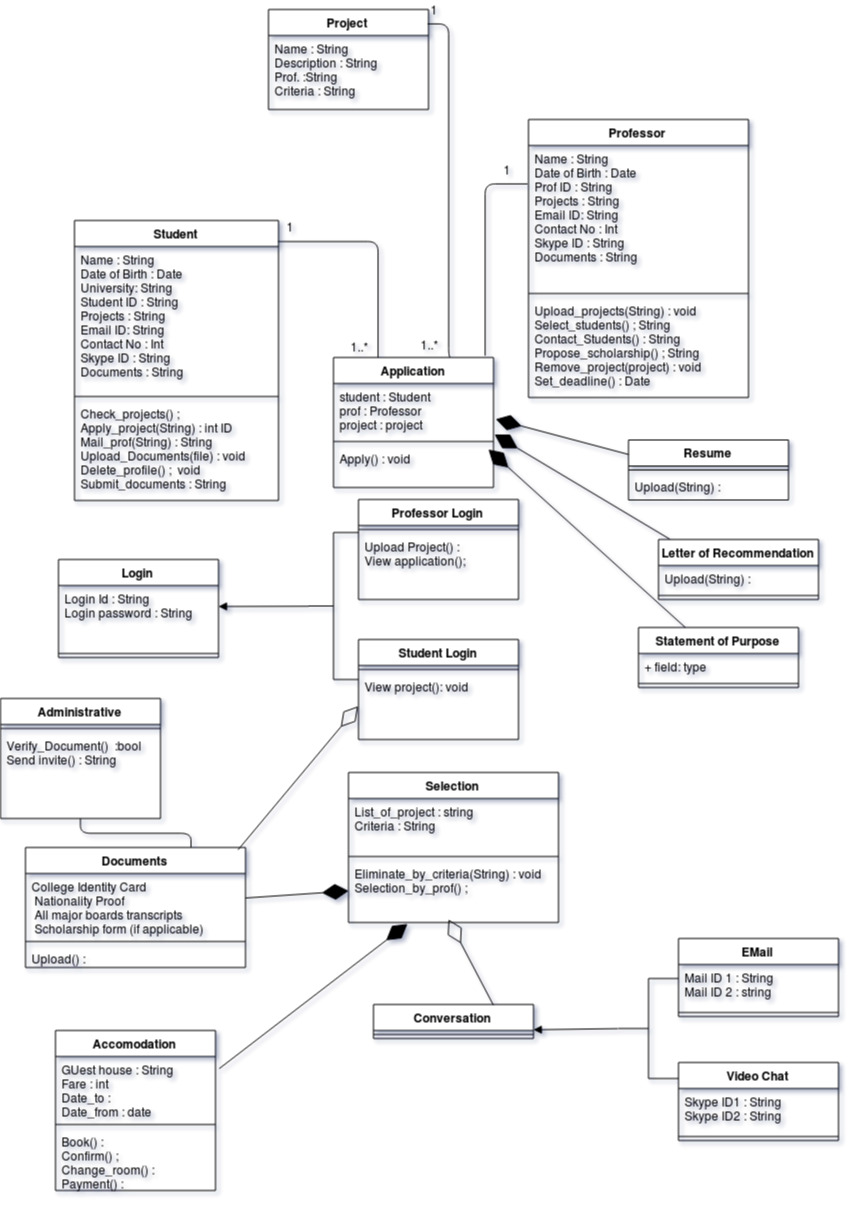 1
Project
Name : String
Description : String
Prof. :String
Criteria : String
Professor
Name : String
Date of Birth : Date
Prof ID : String
Projects : String
Email ID: String
Contact No : Int
Skype ID : String
Documents : String
Upload_projects(String) : void
Select_students() ; String
Contact_Students() : String
Propose_scholarship() ; String
Remove_project(project) : void
Set_deadline() : Date
1
Student
Name : String
Date of Birth : Date
University: String
Student ID : String
Projects : String
Email ID: String
Contact No : Int
Skype ID : String
Documents : String
Check_projects() ;
Apply_project(String) : int ID
Mail_prof(String) : String
Upload_Documents(file) : void
Delete_profile() ; void
Submit_documents : String
1
1..*
1..*
Application
student : Student
prof : Professor
project : project
Apply() : void
Resume
Upload(String) :
Letter of Recommendation
Upload(String) :
Statement of Purpose
+ field: type
Professor Login
Upload Project() :
View application();
Login
Login Id : String
Login password : String
Student Login
View project(): void
Administrative
Verify_Document() :bool
Send invite() : String
Selection
List_of_project : string
Criteria : String
Eliminate_by_criteria(String) : void
Selection_by_prof() ;
Documents
College Identity Card
Nationality Proof
All major boards transcripts
Scholarship form (if applicable)
Upload() :
EMail
Mail ID 1 : String
Mail ID 2 : string
Conversation
Video Chat
Skype ID1 : String
Skype ID2 : String
Accomodation
GUest house : String
Fare : int
Date_to :
Date_from : date
Book() :
Confirm() ;
Change_room() :
Payment() :